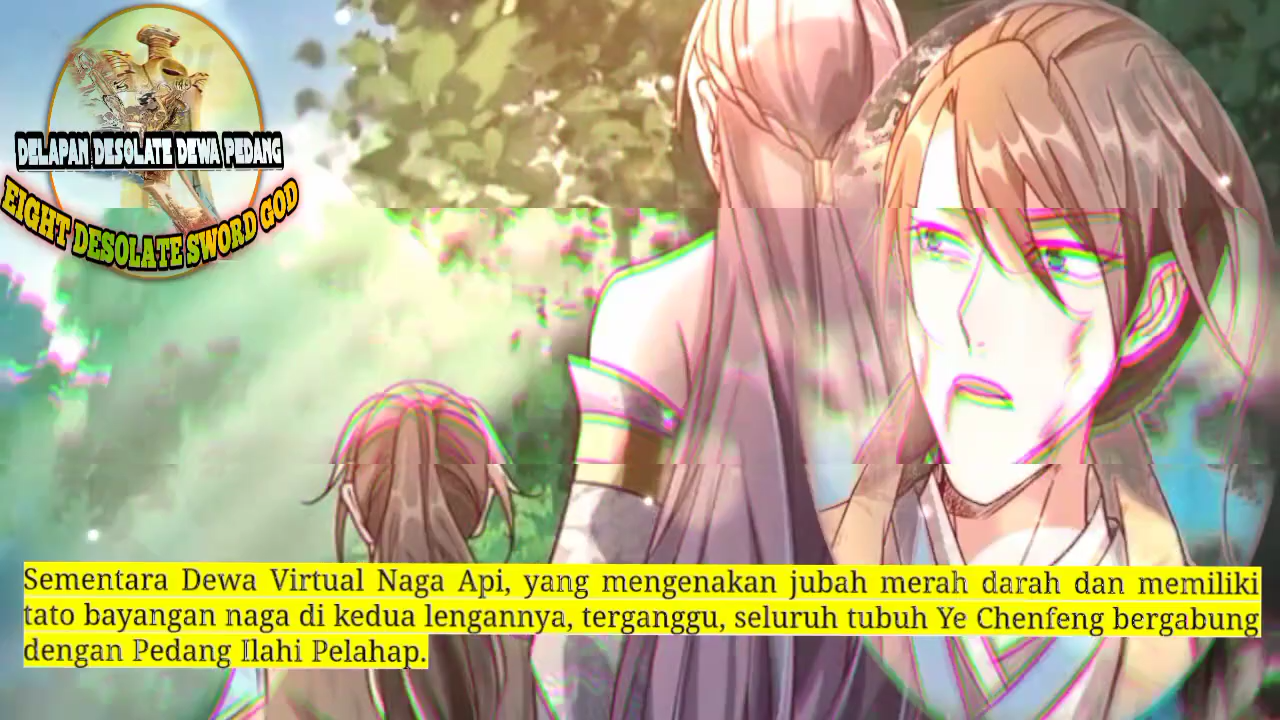 DELAPAN DESOLATE DEWA PEDANG
EIGHT DESOLATE SWORD GOD
Sementara Dewa Virtual Naga Api, yang mengenakan jubah merah darah dan memiliki
tato bayangan naga di kedua lengannya, terganggu, seluruh tubuh Ye Chenfeng bergabung
dengan Pedang Ilahi Pelahap.